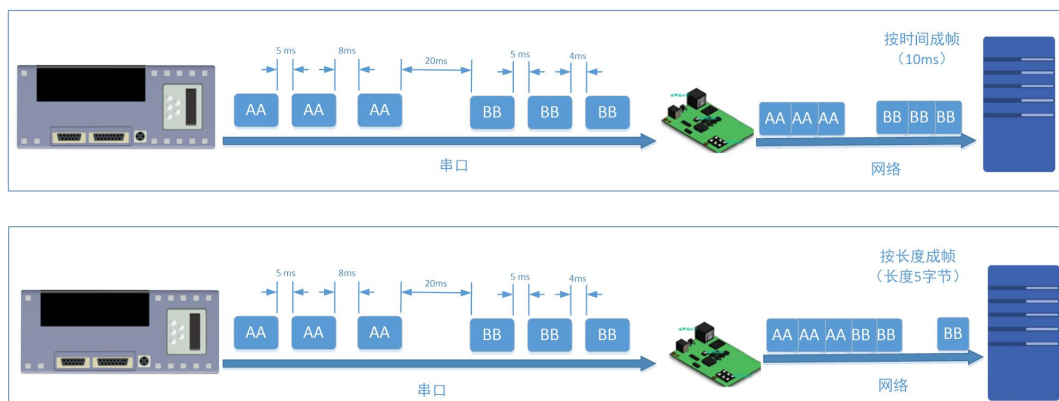 5 ms
8ms
20ms
5 ms
4ms
按时间成帧
（10ms）
AA
AA
AA
BB
BB
BB
AA AA AA
BB BB BB
串口
网络
5 ms
8ms
20ms
5 ms
4ms
按长度成帧
（长度5字节）
AA
AA
AA
BB
BB
BB
AA AA AA BB BB
BB
串口
网络